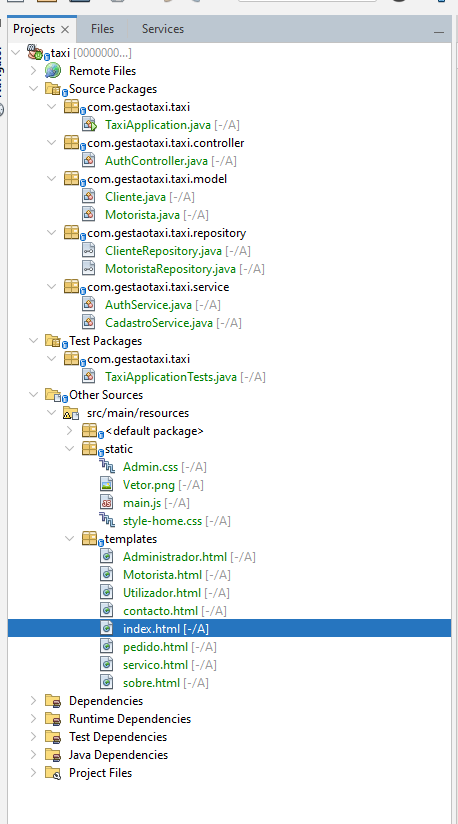 Projects Files Services
taxi [0000000...]
Remote Files
Source Packages
com.gestaotaxi.taxi
TaxiApplication.java [-/A]
com.gestaotaxi.taxi.controller
AuthController.java [-/A]
com.gestaotaxi.taxi.model
Cliente.java [-/A]
Motorista.java [-/A]
com.gestaotaxi.taxi.repository
ClienteRepository.java [-/A]
MotoristaRepository.java [-/A]
com.gestaotaxi.taxi.service
AuthService.java [-/A]
CadastroService.java [-/A]
Test Packages
com.gestaotaxi.taxi
TaxiApplicationTests.java [-/A]
Other Sources
src/main/resources
<default package>
static
Admin.css [-/A]
Vetor.png [-/A]
main.js [-/A]
style-home.css [-/A]
templates
Administrador.html [-/A]
Motorista.html [-/A]
Utilizador.html [-/A]
contacto.html [-/A]
index.html [-/A]
pedido.html [-/A]
servico.html [-/A]
sobre.html [-/A]
Dependencies
Runtime Dependencies
Test Dependencies
Java Dependencies
Project Files